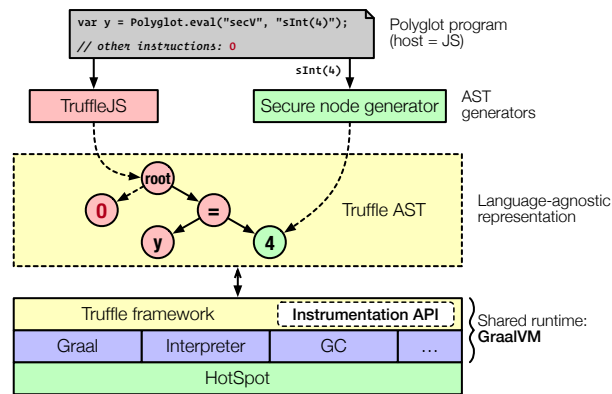 var y = Polyglot.eval("secV", "sInt(4)");
// other instructions: O
Polyglot program
(host = JS)
sInt(4)
TruffleJS
Secure node generator
AST
generators
root
O
=
Truffle AST
y
4
Language-agnostic
representation
Truffle framework
Instrumentation API
Graal
Interpreter
GC
...
HotSpot
Shared runtime:
GraalVM